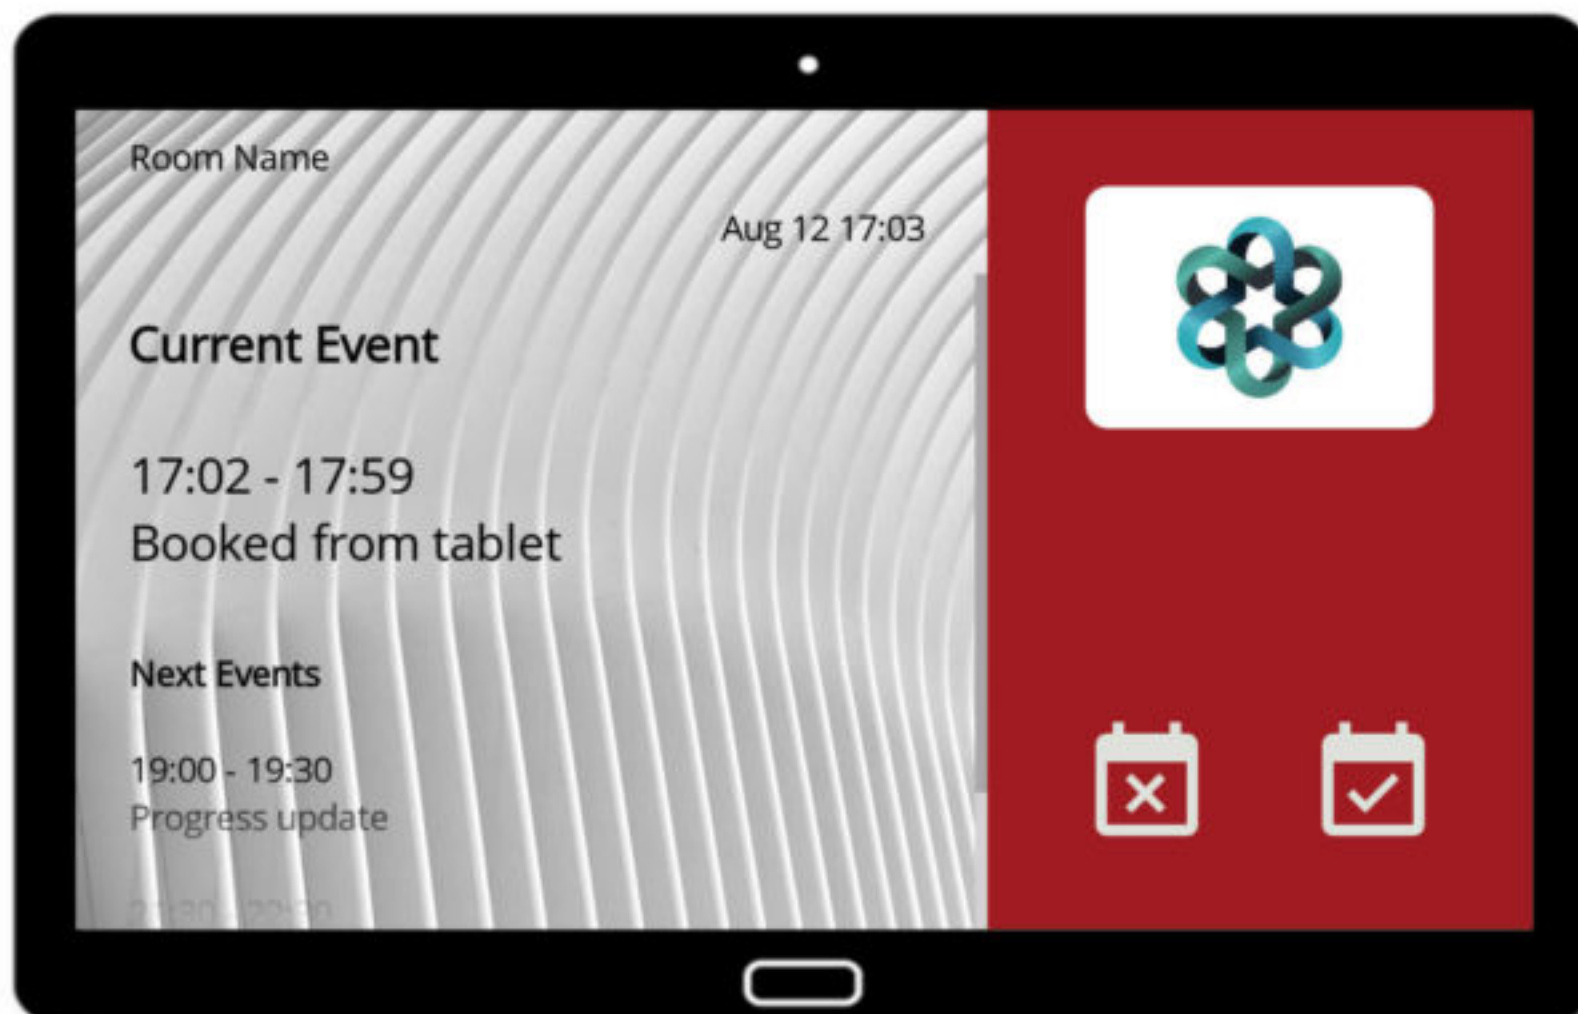 Room Name
Aug 12 17:03
Current Event
17:02 - 17:59
Booked from tablet
Next Events
19:00 - 19:30
Progress update